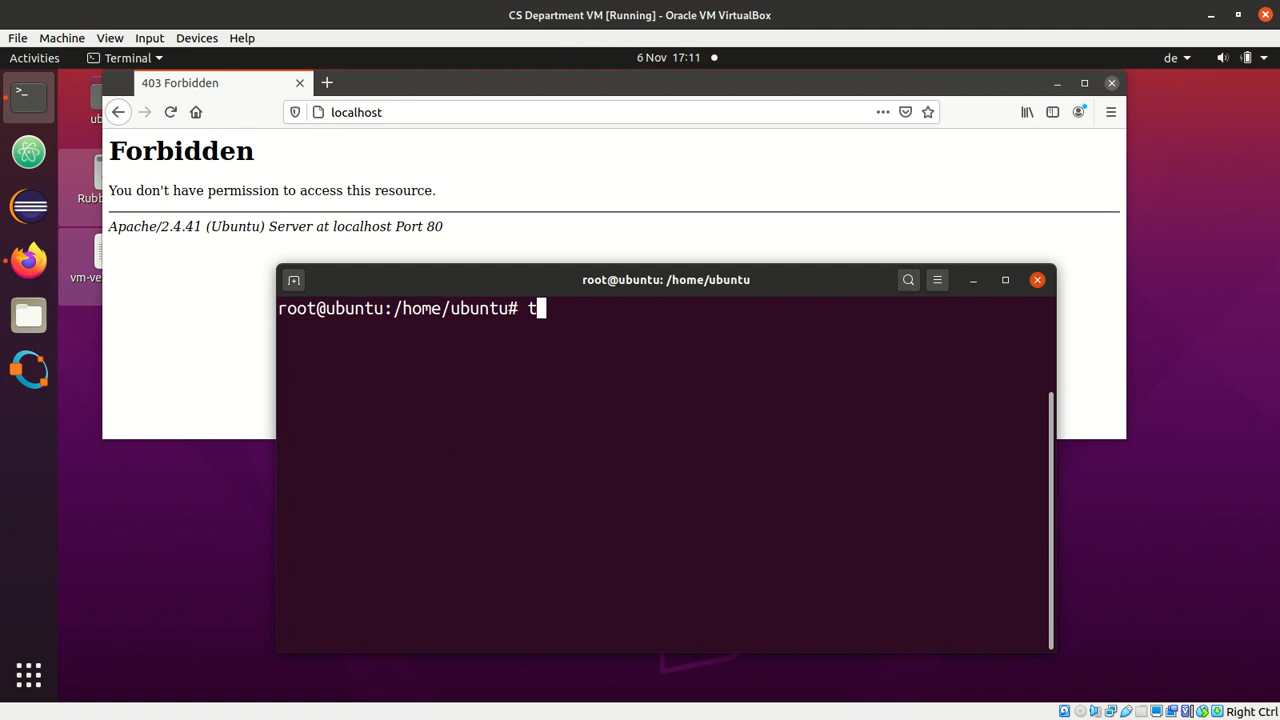 CS Department VM [Running] - Oracle VM VirtualBox
File Machine View Input Devices Help
Activities Terminal 6 Nov 17:11 de
403 Forbidden
localhost
ub
Forbidden
You don't have permission to access this resource.
Rubb
Apache/2.4.41 (Ubuntu) Server at localhost Port 80
vm-ve
root@ubuntu: /home/ubuntu
root@ubuntu:/home/ubuntu# t
Right Ctrl